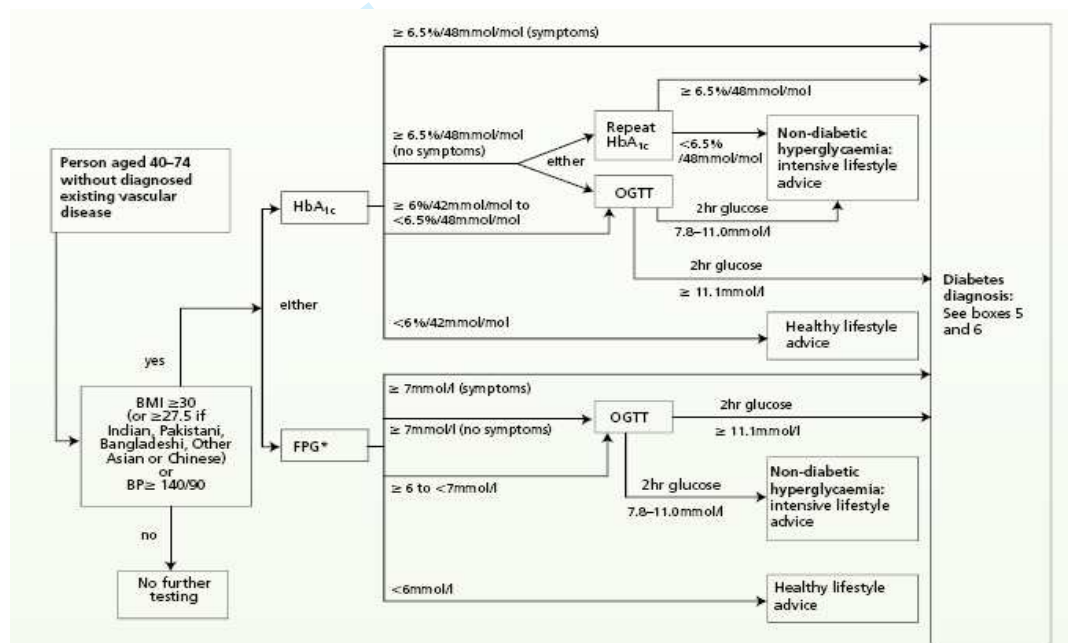 Person aged 40–74
without diagnosed
existing vascular
disease
BMI ≥30
(or ≥27.5 if
Indian, Pakistani,
Bangladeshi, Other
Asian or Chinese)
or
BP≥ 140/90
yes
no
No further
testing
either
HbA1c
≥ 6.5%/48mmol/mol (symptoms)
≥ 6.5%/48mmol/mol
(no symptoms)
either
Repeat
HbA1c
≥ 6.5%/48mmol/mol
<6.5%
/48mmol/mol
Non-diabetic
hyperglycaemia:
intensive lifestyle
advice
≥ 6%/42mmol/mol to
<6.5%/48mmol/mol
OGTT
2hr glucose
7.8–11.0mmol/l
2hr glucose
≥ 11.1mmol/l
<6%/42mmol/mol
Healthy lifestyle
advice
FPG*
≥ 7mmol/l (symptoms)
≥ 7mmol/l (no symptoms)
≥ 6 to <7mmol/l
OGTT
2hr glucose
≥ 11.1mmol/l
2hr glucose
7.8–11.0mmol/l
Non-diabetic
hyperglycaemia:
intensive lifestyle
advice
<6mmol/l
Healthy lifestyle
advice
Diabetes
diagnosis:
See boxes 5
and 6